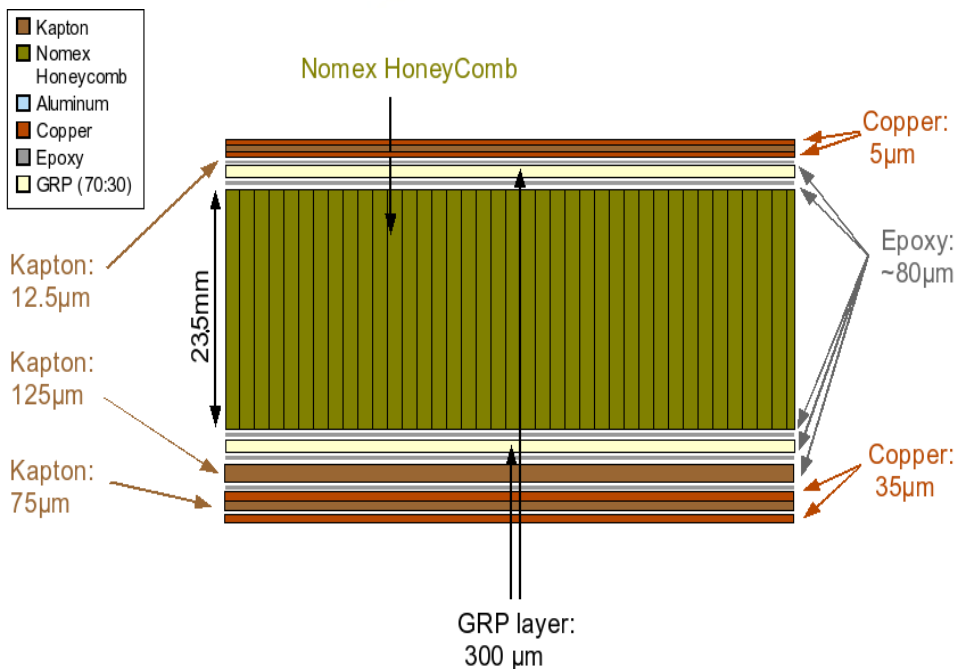 Kapton
Nomex
Honeycomb
Aluminum
Copper
Epoxy
GRP (70:30)
Nomex HoneyComb
Copper:
5µm
Kapton:
12.5µm
Epoxy:
~80µm
23.5mm
Kapton:
125µm
Kapton:
75µm
Copper:
35µm
GRP layer:
300 µm